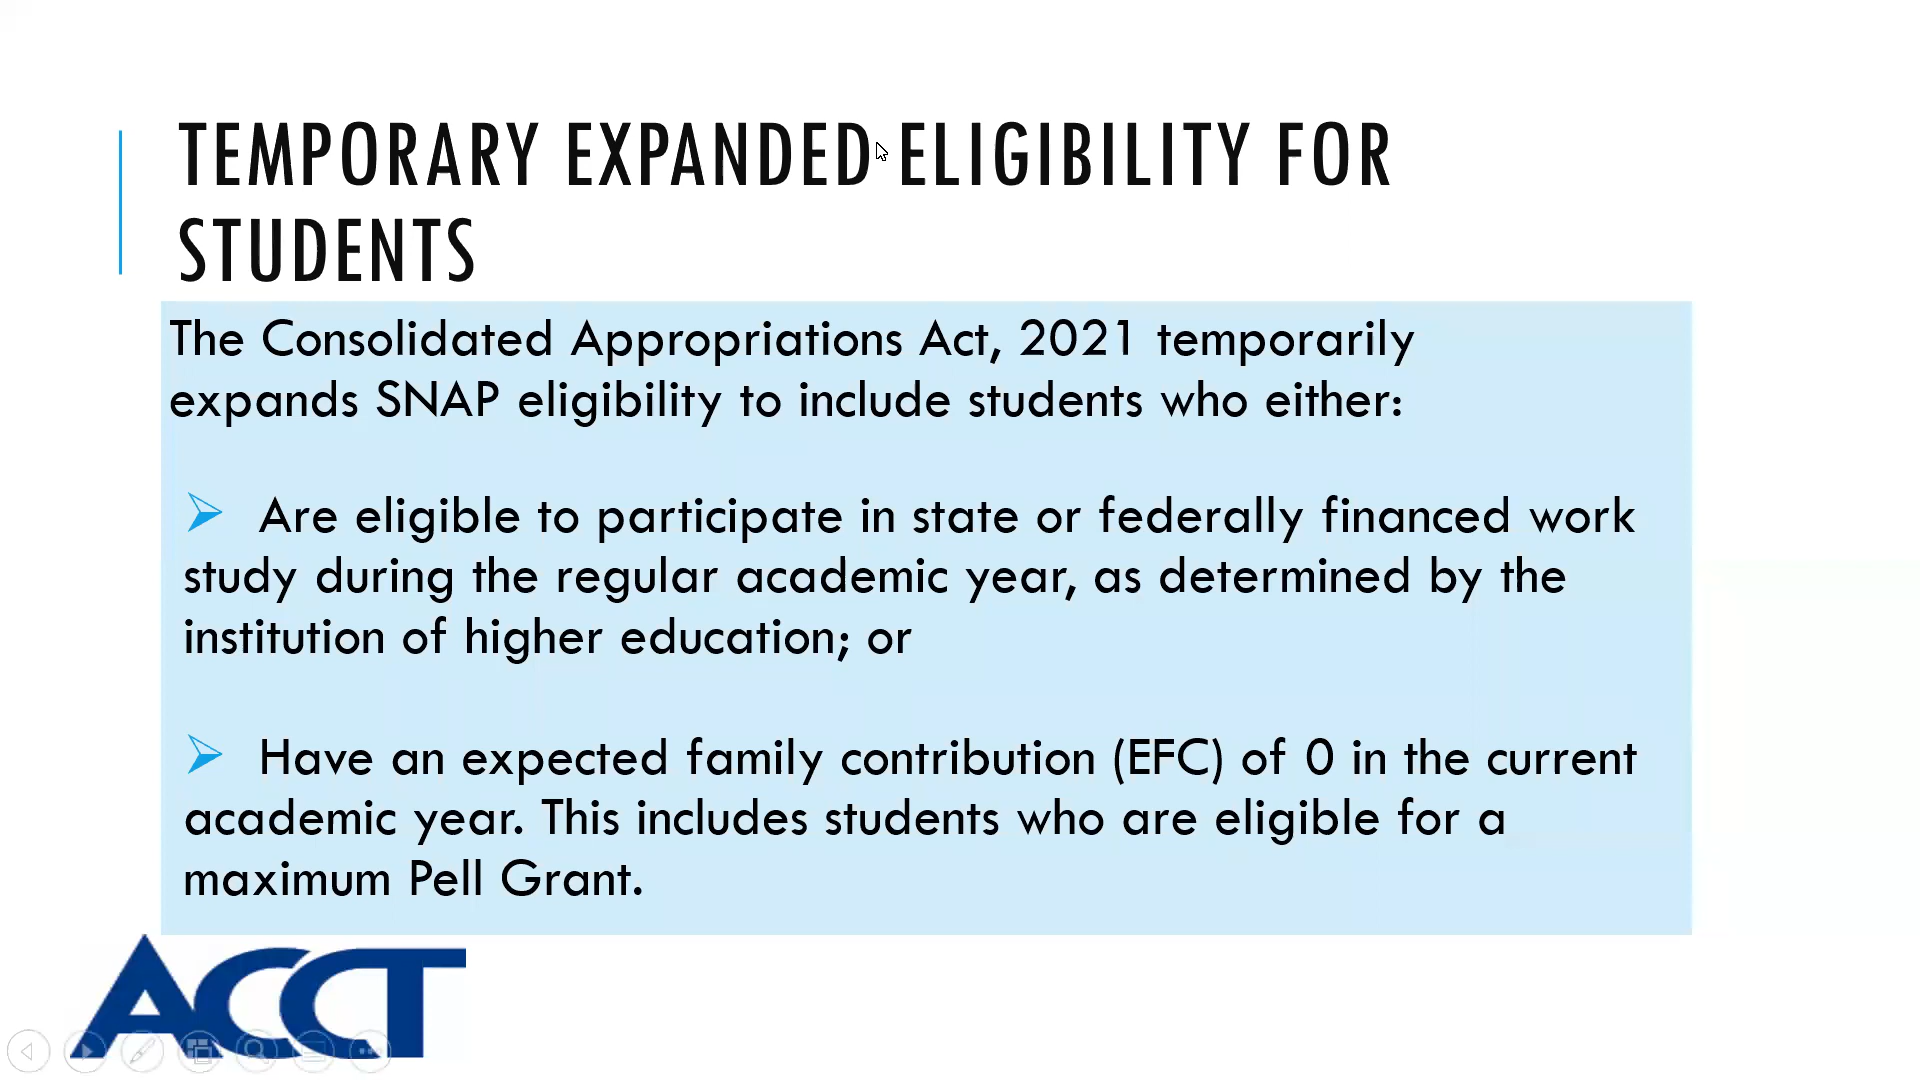 TEMPORARY EXPANDED ELIGIBILITY FOR
STUDENTS
The Consolidated Appropriations Act, 2021 temporarily
expands SNAP eligibility to include students who either:
Are eligible to participate in state or federally financed work
study during the regular academic year, as determined by the
institution of higher education; or
Have an expected family contribution (EFC) of 0 in the current
academic year. This includes students who are eligible for a
maximum Pell Grant.
ACCT